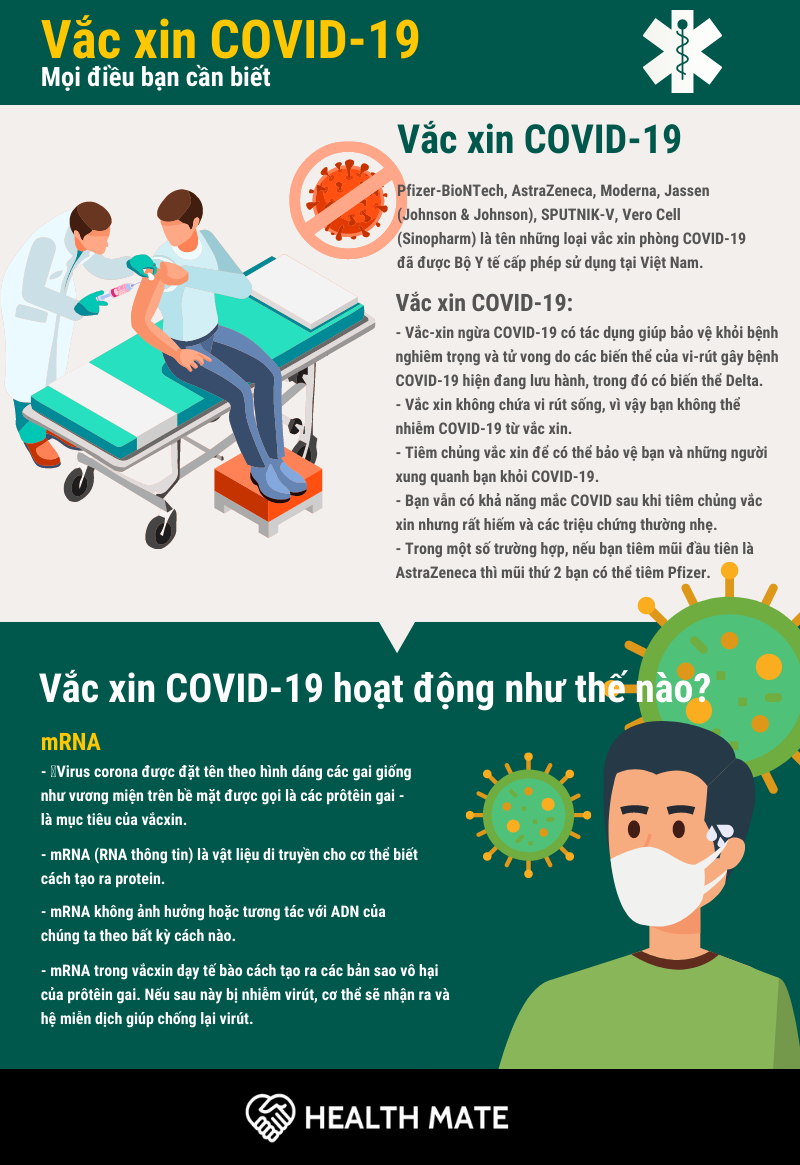 Vắc xin COVID-19
Mọi điều bạn cần biết
Vắc xin COVID-19
Pfizer-BioNTech, AstraZeneca, Moderna, Jassen
(Johnson & Johnson), SPUTNIK-V, Vero Cell
(Sinopharm) là tên những loại vắc xin phòng COVID-19
đã được Bộ Y tế cấp phép sử dụng tại Việt Nam.
Vắc xin COVID-19:
- Vác-xin ngừa COVID-19 có tác dụng giúp bảo vệ khỏi bệnh
nghiêm trọng và tử vong do các biến thể của vi-rút gây bệnh
COVID-19 hiện đang lưu hành, trong đó có biến thể Delta.
- Vắc xin không chứa vi rút sống, vì vậy bạn không thể
nhiễm COVID-19 từ vắc xin.
- Tiêm chủng vắc xin để có thể bảo vệ bạn và những người
xung quanh bạn khỏi COVID-19.
- Bạn vẫn có khả năng mắc COVID sau khi tiêm chủng vắc
xin nhưng rất hiếm và các triệu chứng thường nhẹ.
- Trong một số trường hợp, nếu bạn tiêm mũi đầu tiên là
AstraZeneca thì mũi thứ 2 bạn có thể tiêm Pfizer.
Vắc xin COVID-19 hoạt động như thế nào?
mRNA
- Virus corona được đặt tên theo hình dáng các gai giống
như vương miện trên bề mặt được gọi là các prôtêin gai -
là mục tiêu của vácxin.
- mRNA (RNA thông tin) là vật liệu di truyền cho cơ thể biết
cách tạo ra protein.
- mRNA không ảnh hưởng hoặc tương tác với ADN của
chúng ta theo bất kỳ cách nào.
- mRNA trong vácxin dạy tế bào cách tạo ra các bản sao vô hại
của prôtêin gai. Nếu sau này bị nhiễm virút, cơ thể sẽ nhận ra và
hệ miễn dịch giúp chống lại virút.
HEALTH MATE